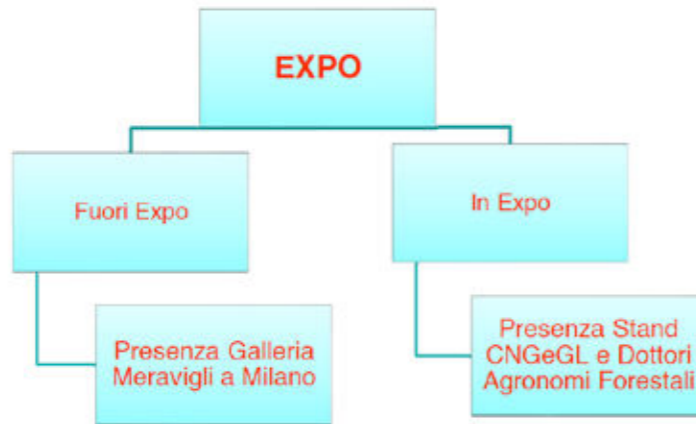 EXPO
Fuori Expo
In Expo
Presenza Galleria
Meravigli a Milano
Presenza Stand
CNGeGL e Dottori
Agronomi Forestali